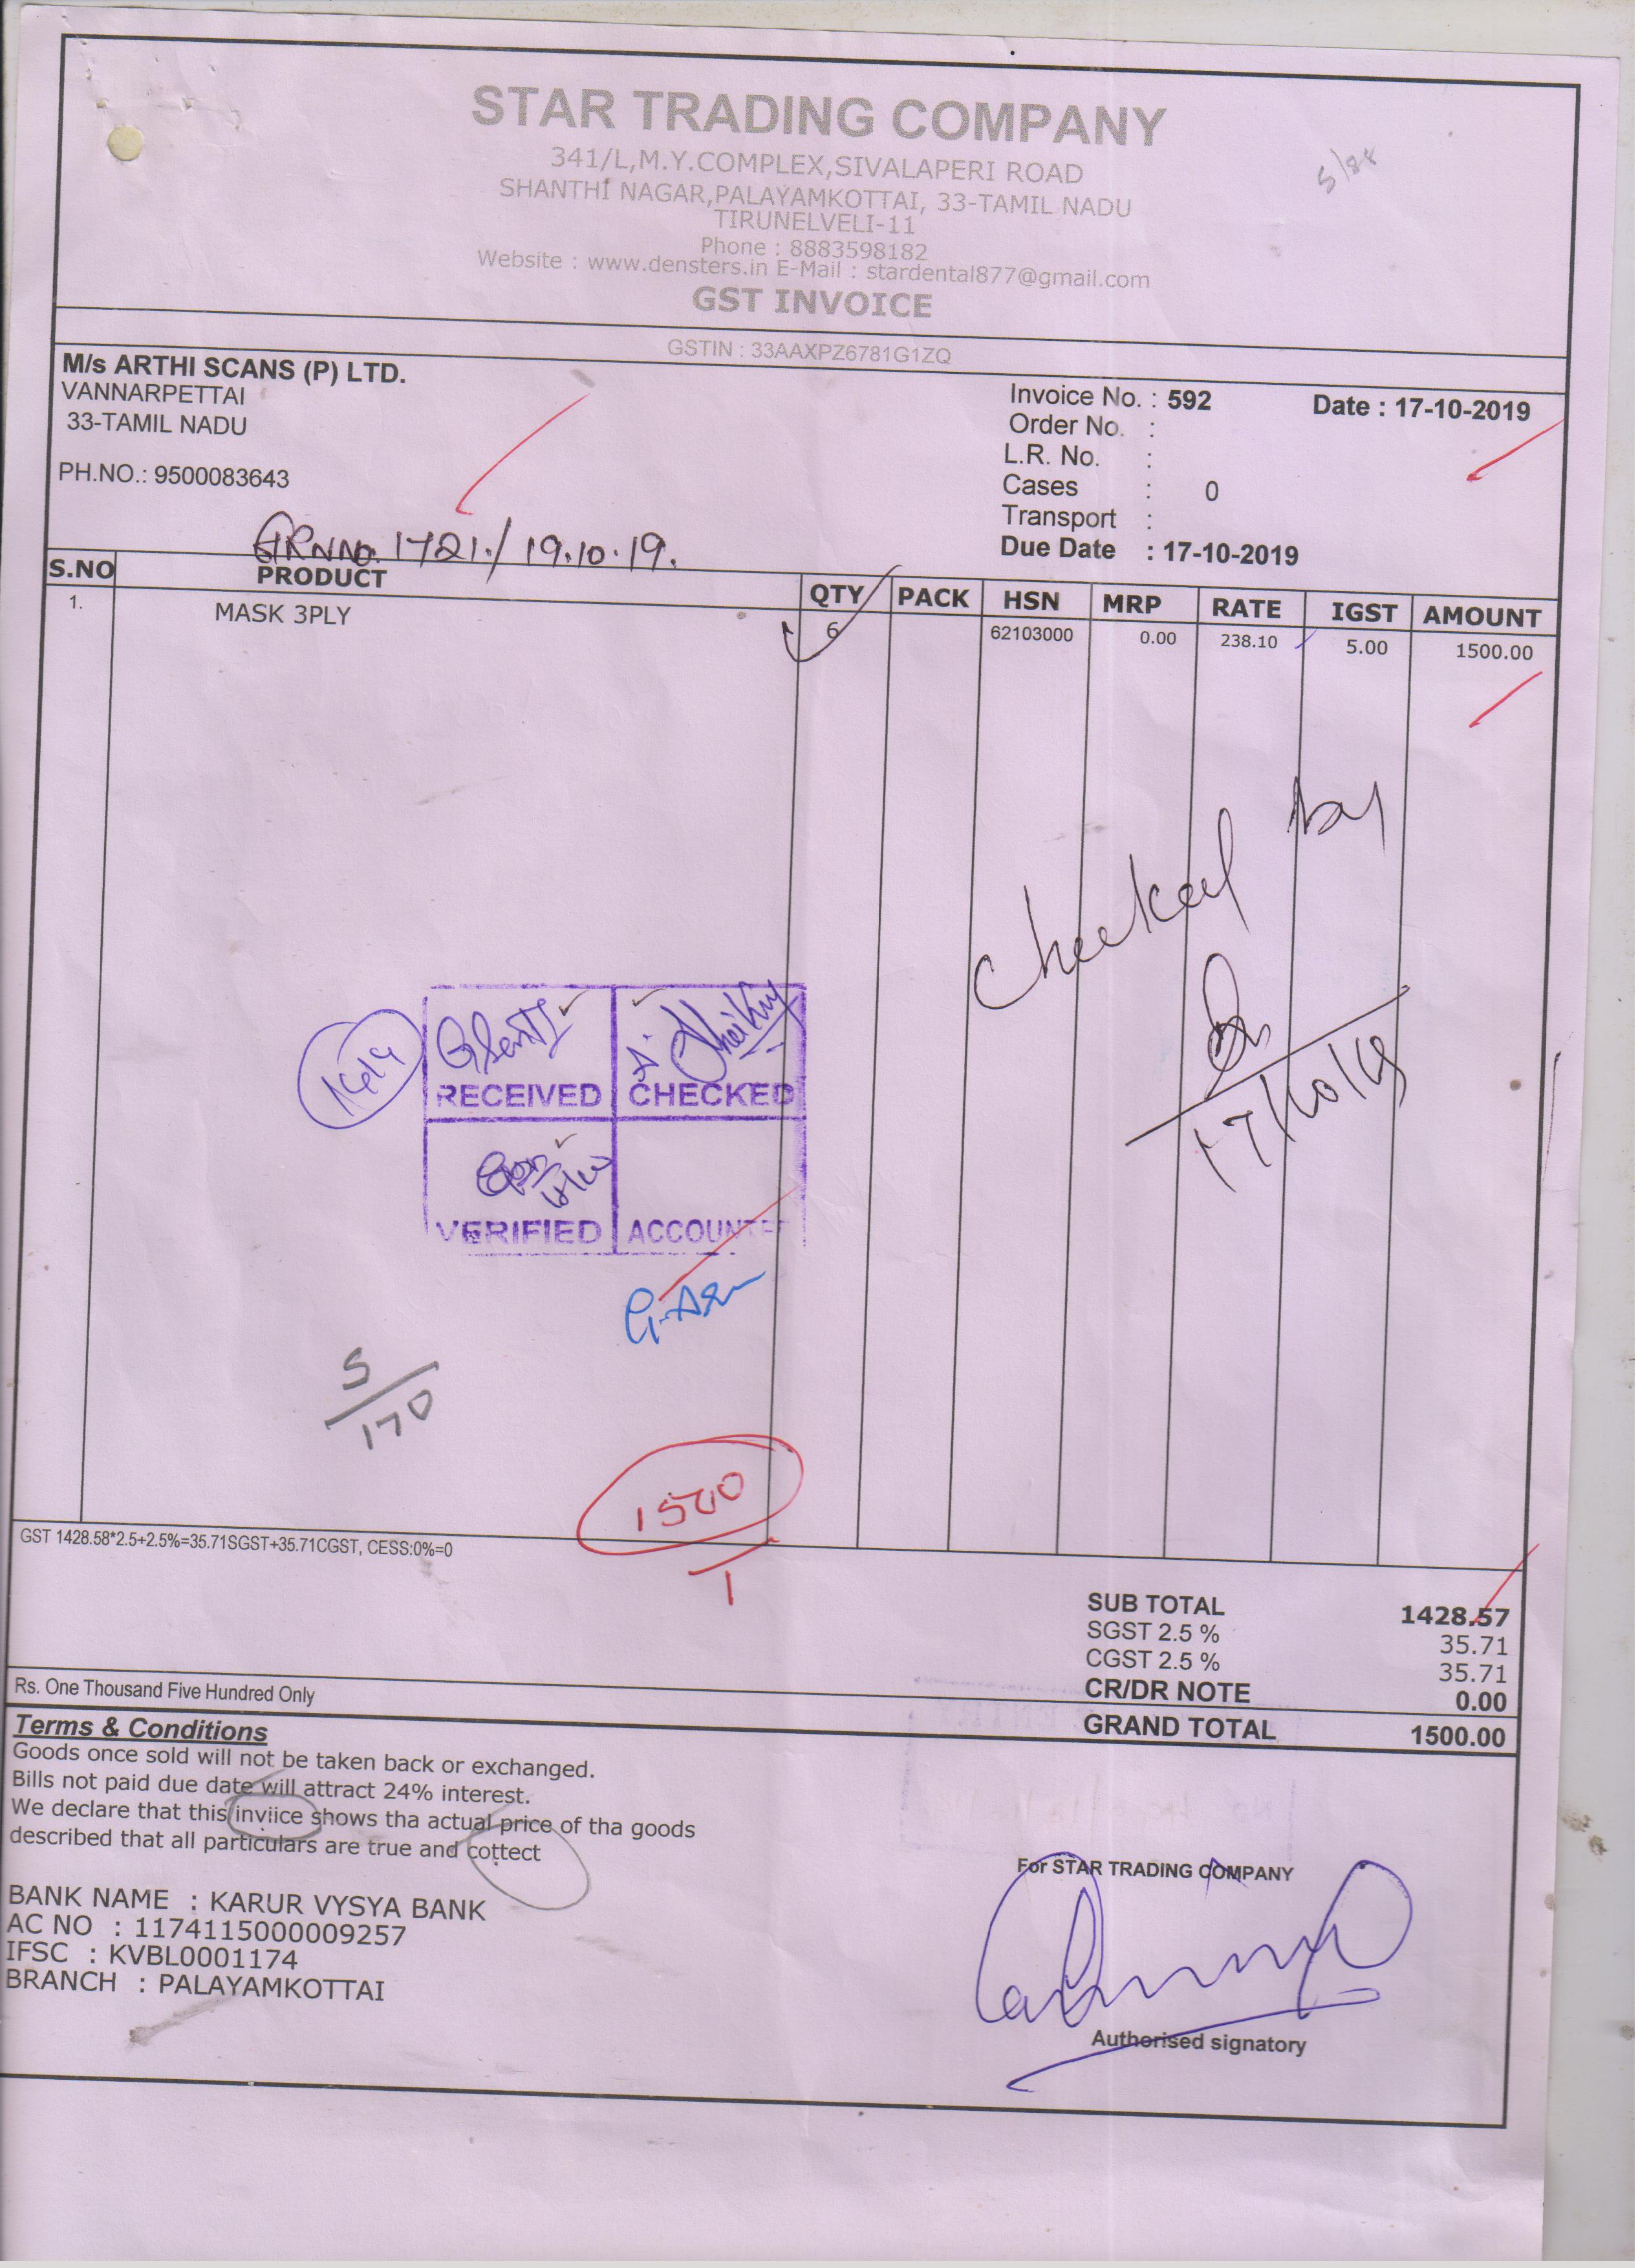 STAR TRADING COMPANY
341/L,M.Y.COMPLEX,SIVALAPERI ROAD
SHANTHI NAGAR,PALAYAMKOTTAI, 33-TAMIL NADU
TIRUNELVELI-11
Phone : 8883598182
Website : www.densters.in E-Mail : stardental877@gmail.com
GST INVOICE
GSTIN : 33AAXPZ6781G1ZQ
5/88
M/s ARTHI SCANS (P) LTD.
VANNARPETTAI
33-TAMIL NADU
PH.NO.: 9500083643
Invoice No. : 592 Date : 17-10-2019
Order No. :
L.R. No. :
Cases : 0
Transport :
Due Date : 17-10-2019
GRN No. 1721./ 19.10.19.
S.NO PRODUCT QTY PACK HSN MRP RATE IGST AMOUNT
1. MASK 3PLY 6 62103000 0.00 238.10 5.00 1500.00
Checked by
17/10/19
RECEIVED CHECKED
VERIFIED ACCOUNTED
5/170
1500
1
GST 1428.58*2.5+2.5%=35.71SGST+35.71CGST, CESS:0%=0
SUB TOTAL 1428.57
SGST 2.5 % 35.71
CGST 2.5 % 35.71
CR/DR NOTE 0.00
Rs. One Thousand Five Hundred Only
GRAND TOTAL 1500.00
Terms & Conditions
Goods once sold will not be taken back or exchanged.
Bills not paid due date will attract 24% interest.
We declare that this inviice shows tha actual price of tha goods
described that all particulars are true and cottect
BANK NAME : KARUR VYSYA BANK
AC NO : 1174115000009257
IFSC : KVBL0001174
BRANCH : PALAYAMKOTTAI
For STAR TRADING COMPANY
Authorised signatory